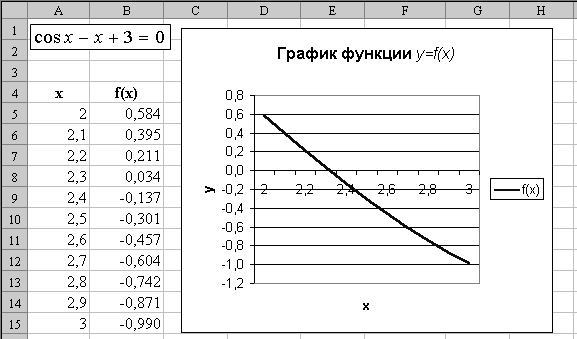 A B C D E F G H
1 cos x − x + 3 = 0
2
3
4 x f(x)
5 2 0,584
6 2,1 0,395
7 2,2 0,211
8 2,3 0,034
9 2,4 -0,137
10 2,5 -0,301
11 2,6 -0,457
12 2,7 -0,604
13 2,8 -0,742
14 2,9 -0,871
15 3 -0,990
График функции y=f(x)
0,8
0,6
0,4
0,2
0,0
-0,2
-0,4
-0,6
-0,8
-1,0
-1,2
2 2,2 2,4 2,6 2,8 3
y
x
f(x)